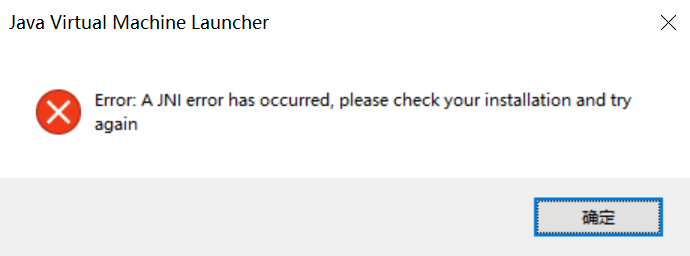 Java Virtual Machine Launcher
Error: A JNI error has occurred, please check your installation and try
again
确定